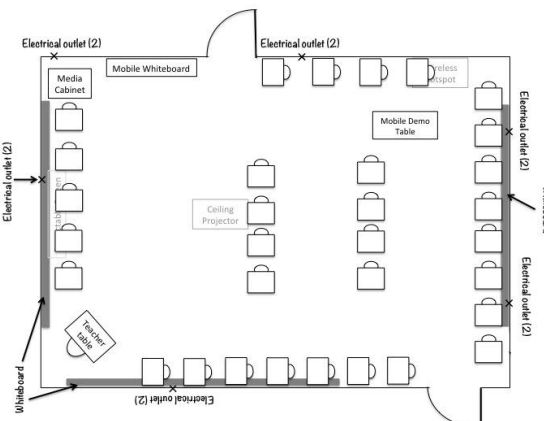 Electrical outlet (2)
Electrical outlet (2)
Mobile Whiteboard
Media
Cabinet
Mobile Demo
Table
Electrical outlet (2)
Electrical outlet (2)
Ceiling
Projector
Electrical outlet (2)
Teacher
table
Whiteboard
Electrical outlet (2)